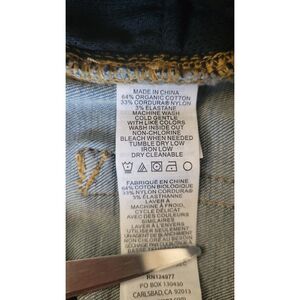 MADE IN CHINA
64% ORGANIC COTTON
33% CORDURA® NYLON
3% ELASTANE
MACHINE WASH
COLD GENTLE
WITH LIKE COLORS
WASH INSIDE OUT
NON-CHLORINE
BLEACH WHEN NEEDED
TUMBLE DRY LOW
IRON LOW
DRY CLEANABLE
FABRIQUÉ EN CHINE
64% COTON BIOLOGIQUE
33% NYLON CORDURA®
3% ÉLASTHANNE
LAVER À
MACHINE À FROID,
CYCLE DÉLICAT
AVEC DES COULEURS
SIMILAIRES
LAVER À L'ENVERS
UTILISER SEULEMENT
UN AGENT DE BLANCHIMENT
NON CHLORÉ AU BESOIN
RN124977
PO BOX 130430
CARLSBAD, CA 92013